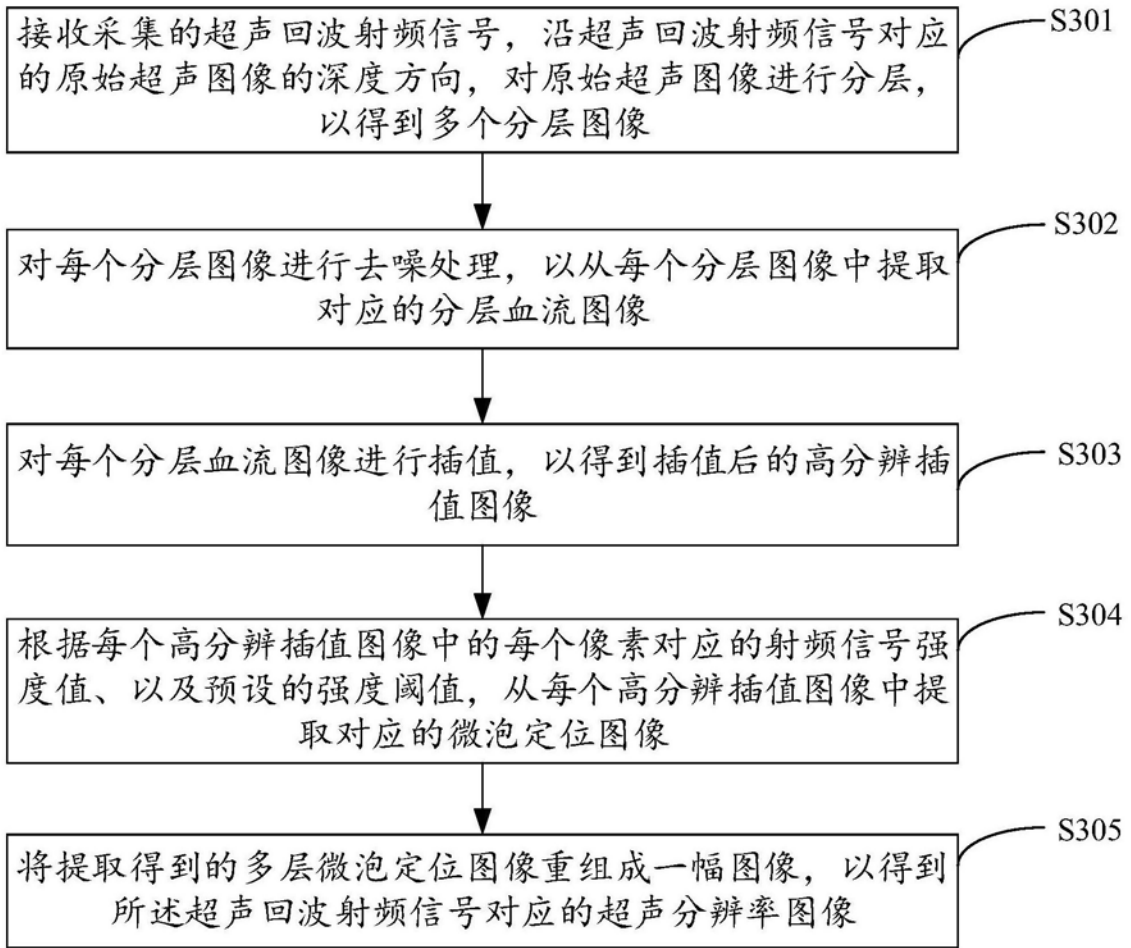 接收采集的超声回波射频信号，沿超声回波射频信号对应
的原始超声图像的深度方向，对原始超声图像进行分层，
以得到多个分层图像
S301
对每个分层图像进行去噪处理，以从每个分层图像中提取
对应的分层血流图像
S302
对每个分层血流图像进行插值，以得到插值后的高分辨插
值图像
S303
根据每个高分辨插值图像中的每个像素对应的射频信号强
度值、以及预设的强度阈值，从每个高分辨插值图像中提
取对应的微泡定位图像
S304
将提取得到的多层微泡定位图像重组成一幅图像，以得到
所述超声回波射频信号对应的超声分辨率图像
S305